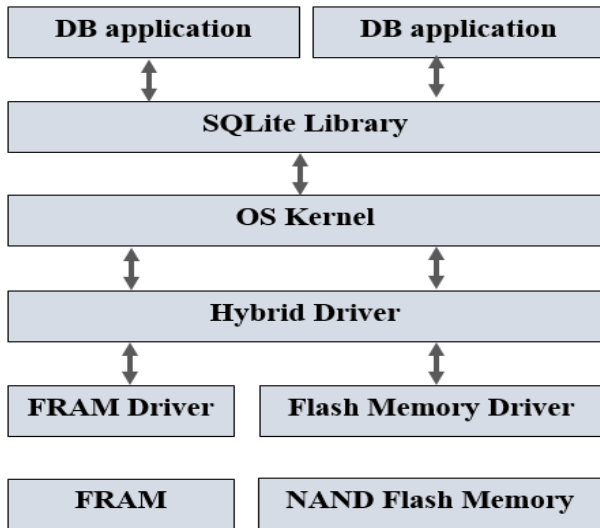 DB application
DB application
SQLite Library
OS Kernel
Hybrid Driver
FRAM Driver
Flash Memory Driver
FRAM
NAND Flash Memory